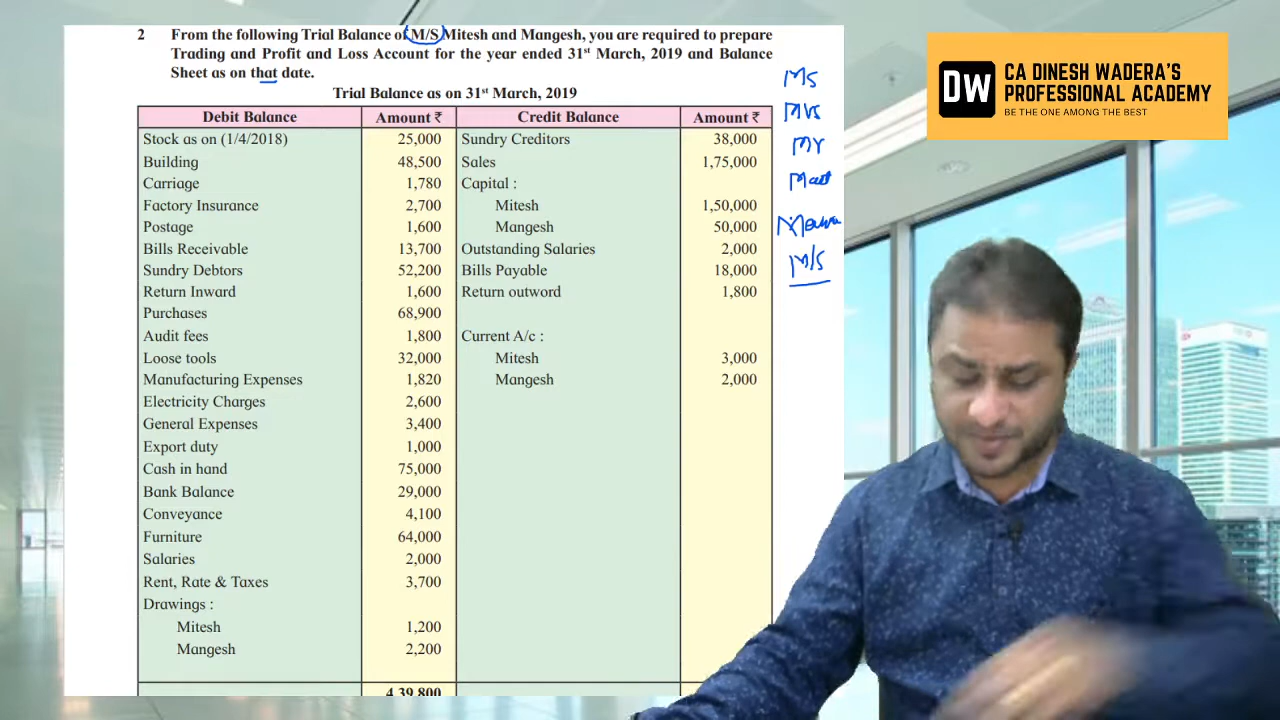 2 From the following Trial Balance of M/S Mitesh and Mangesh, you are required to prepare
Trading and Profit and Loss Account for the year ended 31st March, 2019 and Balance
Sheet as on that date.
Trial Balance as on 31st March, 2019
Debit Balance Amount ₹ Credit Balance Amount ₹
Stock as on (1/4/2018) 25,000 Sundry Creditors 38,000
Building 48,500 Sales 1,75,000
Carriage 1,780 Capital :
Factory Insurance 2,700 Mitesh 1,50,000
Postage 1,600 Mangesh 50,000
Bills Receivable 13,700 Outstanding Salaries 2,000
Sundry Debtors 52,200 Bills Payable 18,000
Return Inward 1,600 Return outword 1,800
Purchases 68,900
Audit fees 1,800 Current A/c :
Loose tools 32,000 Mitesh 3,000
Manufacturing Expenses 1,820 Mangesh 2,000
Electricity Charges 2,600
General Expenses 3,400
Export duty 1,000
Cash in hand 75,000
Bank Balance 29,000
Conveyance 4,100
Furniture 64,000
Salaries 2,000
Rent, Rate & Taxes 3,700
Drawings :
Mitesh 1,200
Mangesh 2,200
4,39,800
Ms
Mrs
Mr
M/S
DW
CA DINESH WADERA'S
PROFESSIONAL ACADEMY
BE THE ONE AMONG THE BEST